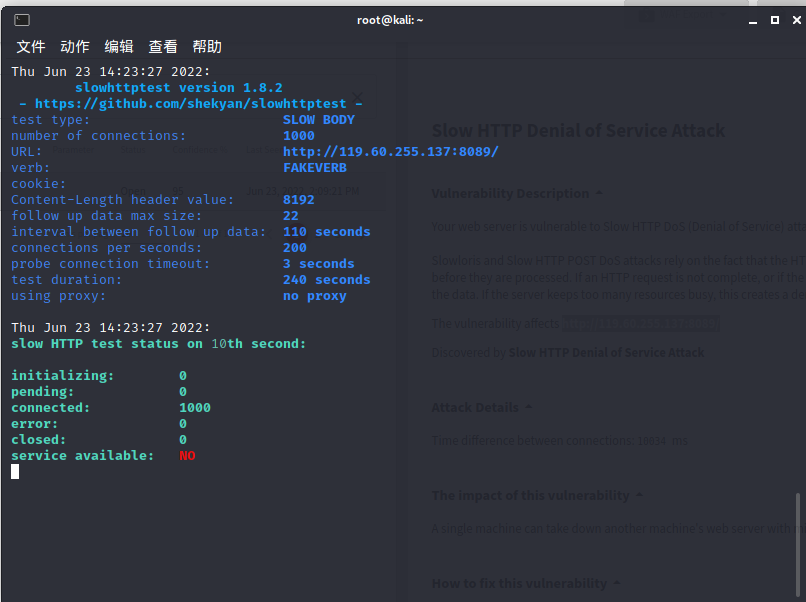 root@kali: ~
文件 动作 编辑 查看 帮助
Thu Jun 23 14:23:27 2022:
slowhttptest version 1.8.2
- https://github.com/shekyan/slowhttptest -
test type: SLOW BODY
number of connections: 1000
URL: http://119.60.255.137:8089/
verb: FAKEVERB
cookie:
Content-Length header value: 8192
follow up data max size: 22
interval between follow up data: 110 seconds
connections per seconds: 200
probe connection timeout: 3 seconds
test duration: 240 seconds
using proxy: no proxy
Thu Jun 23 14:23:27 2022:
slow HTTP test status on 10th second:
initializing: 0
pending: 0
connected: 1000
error: 0
closed: 0
service available: NO
Slow HTTP Denial of Service Attack
Vulnerability Description
Your web server is vulnerable to Slow HTTP DoS (Denial of Service)
Slowloris and Slow HTTP POST DoS attacks rely on the fact that the
before they are processed. If an HTTP request is not complete, or if the
the data. If the server keeps too many resources busy, this creates a
The vulnerability affects
Discovered by Slow HTTP Denial of Service Attack
Attack Details
Time difference between connections: ms
The impact of this vulnerability
A single machine can take down another machine's web server with
How to fix this vulnerability